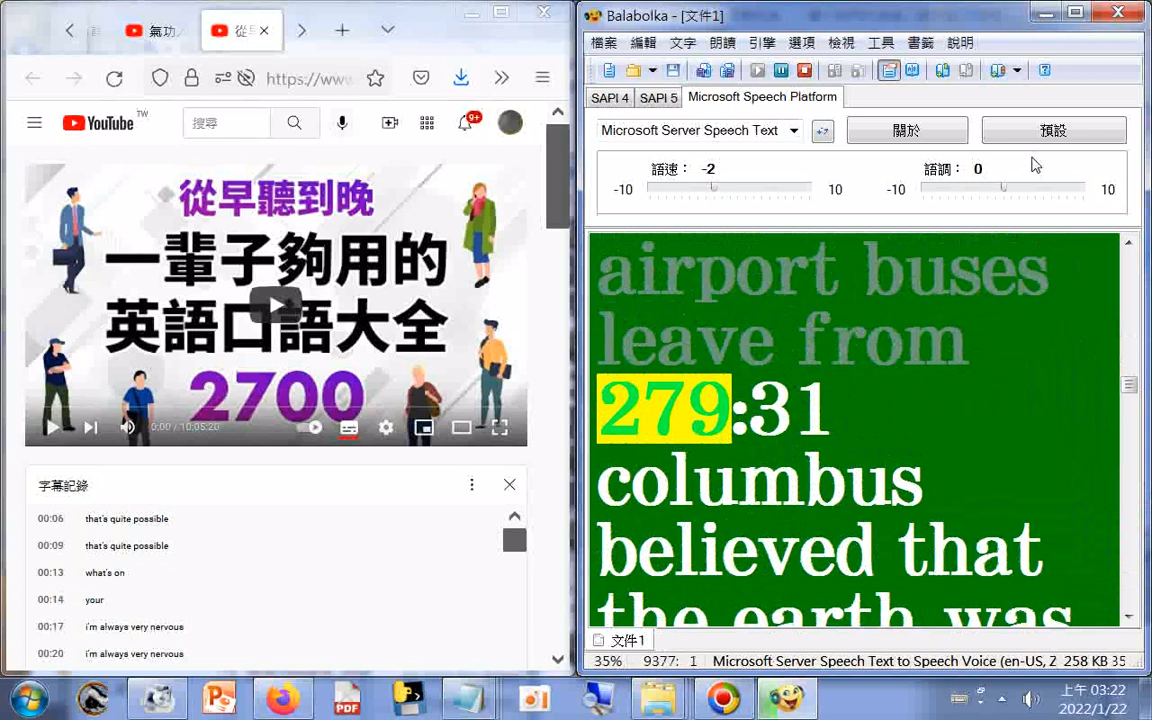 氣功
從
Balabolka - [文件1]
檔案 編輯 文字 朗讀 引擎 選項 檢視 工具 書籤 說明
https://www
SAPI 4 SAPI 5 Microsoft Speech Platform
YouTube TW
搜尋
9+
Microsoft Server Speech Text
關於
預設
語速： -2
-10
10
語調： 0
-10
10
從早聽到晚
一輩子夠用的
英語口語大全
2700
0:00 / 10:05:20
字幕記錄
00:06 that's quite possible
00:09 that's quite possible
00:13 what's on
00:14 your
00:17 i'm always very nervous
00:20 i'm always very nervous
airport buses
leave from
279:31
columbus
believed that
the earth was
文件1
35% 9377: 1 Microsoft Server Speech Text to Speech Voice (en-US, Z 258 KB 35
PDF
上午 03:22
2022/1/22